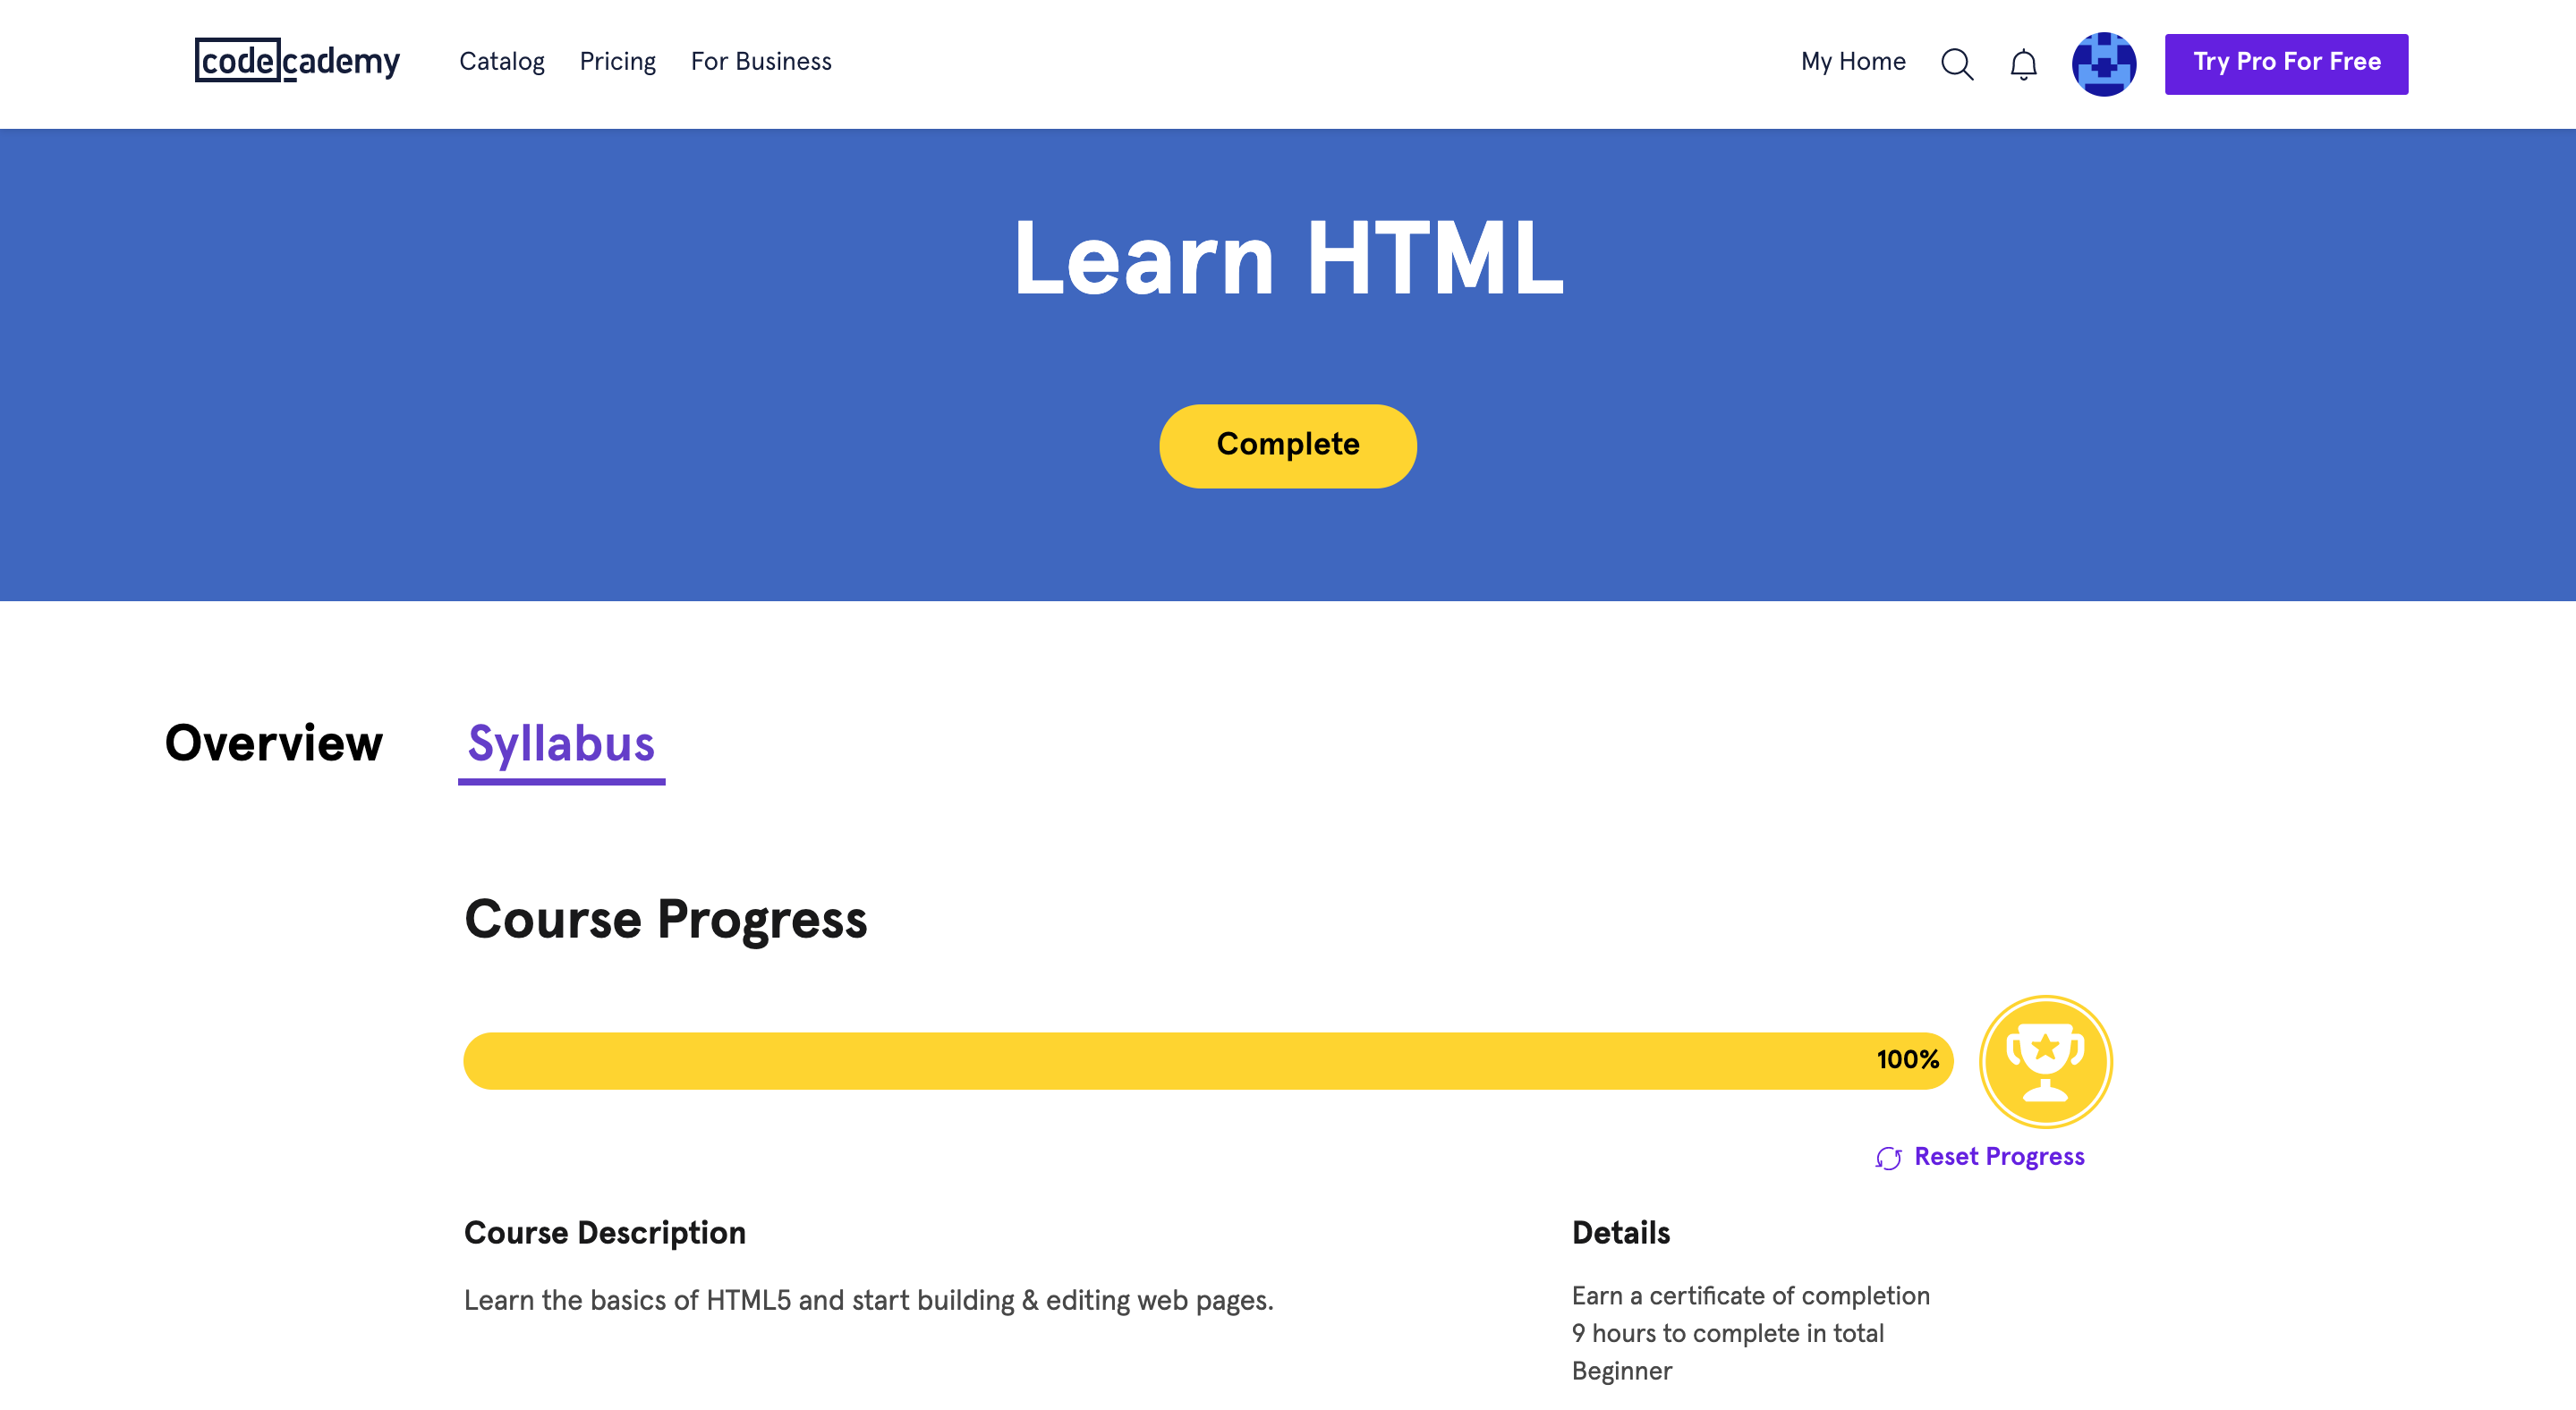 codecademy
Catalog Pricing For Business
My Home Try Pro For Free
Learn HTML
Complete
Overview Syllabus
Course Progress
100%
Reset Progress
Course Description
Learn the basics of HTML5 and start building & editing web pages.
Details
Earn a certificate of completion
9 hours to complete in total
Beginner